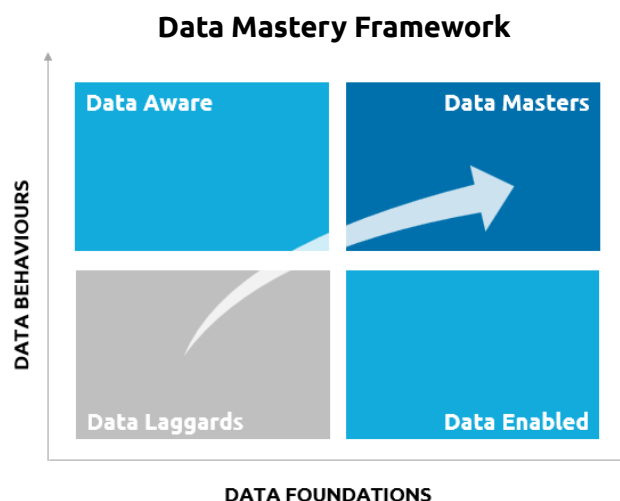 Data Mastery Framework
Data Aware
Data Masters
DATA BEHAVIOURS
Data Laggards
Data Enabled
DATA FOUNDATIONS